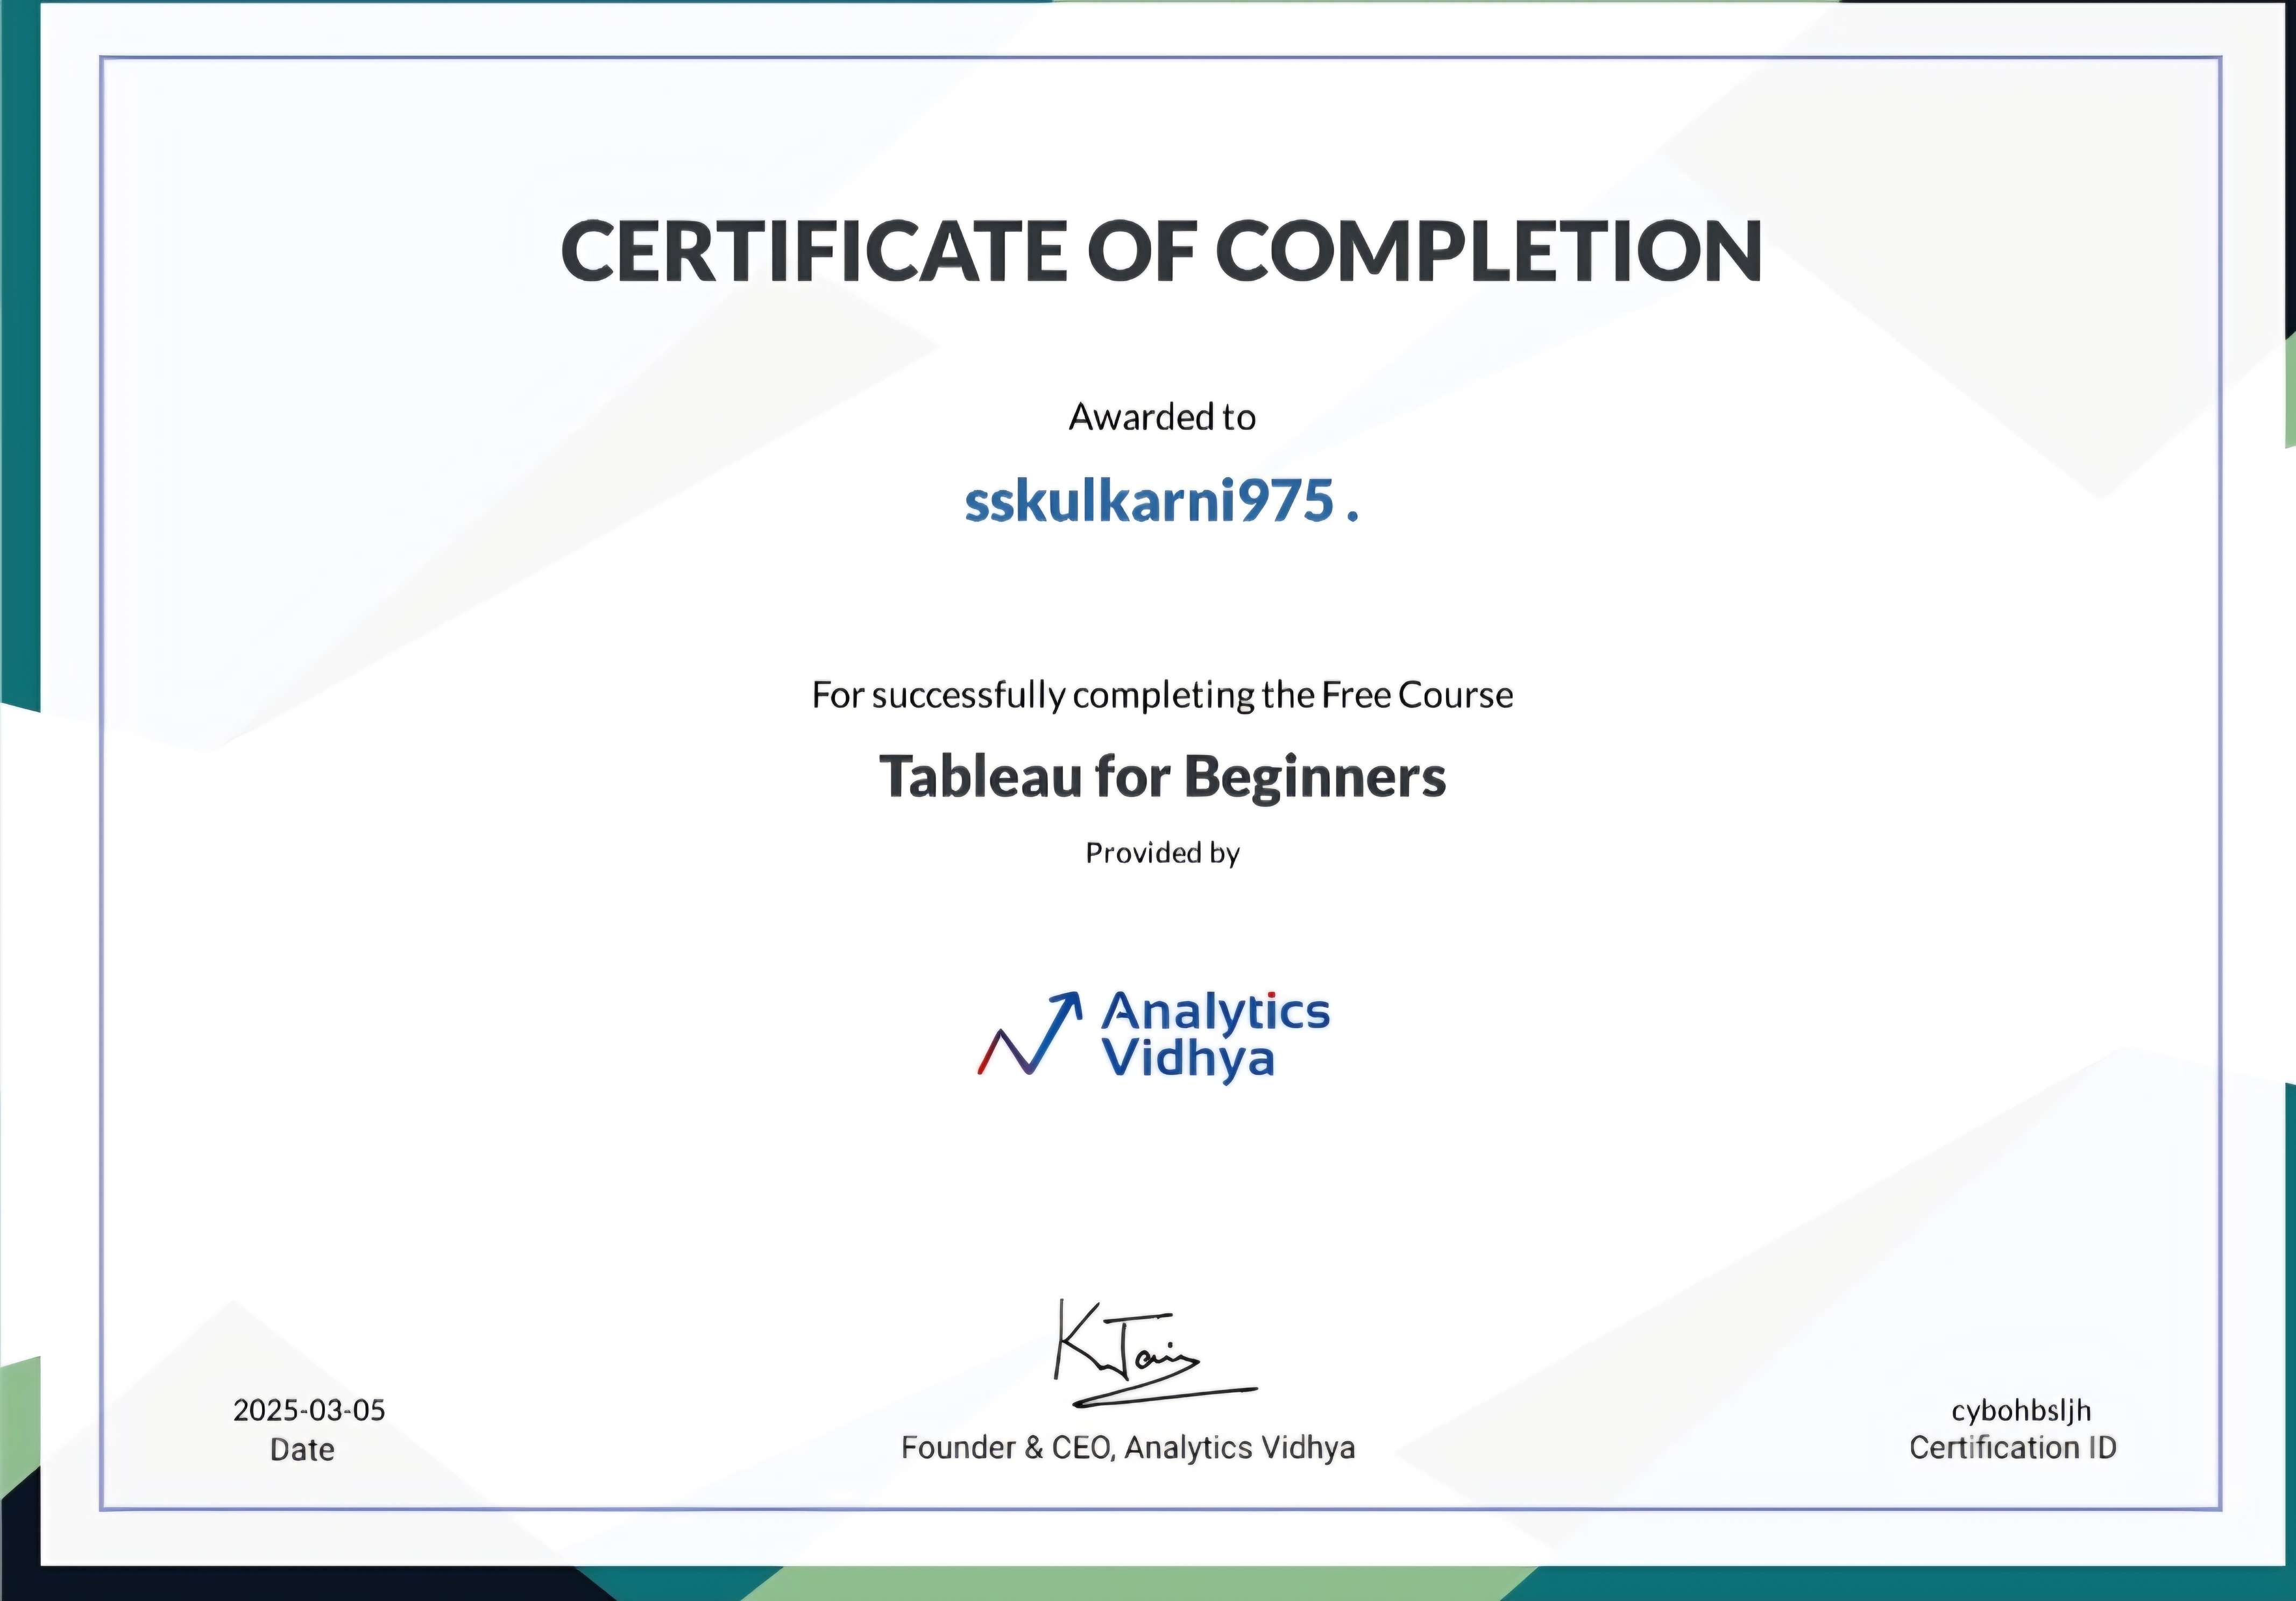 CERTIFICATE OF COMPLETION
Awarded to
sskulkarni975 .
For successfully completing the Free Course
Tableau for Beginners
Provided by
Analytics
Vidhya
KJain
2025-03-05
Date
Founder & CEO, Analytics Vidhya
cybohbsljh
Certification ID